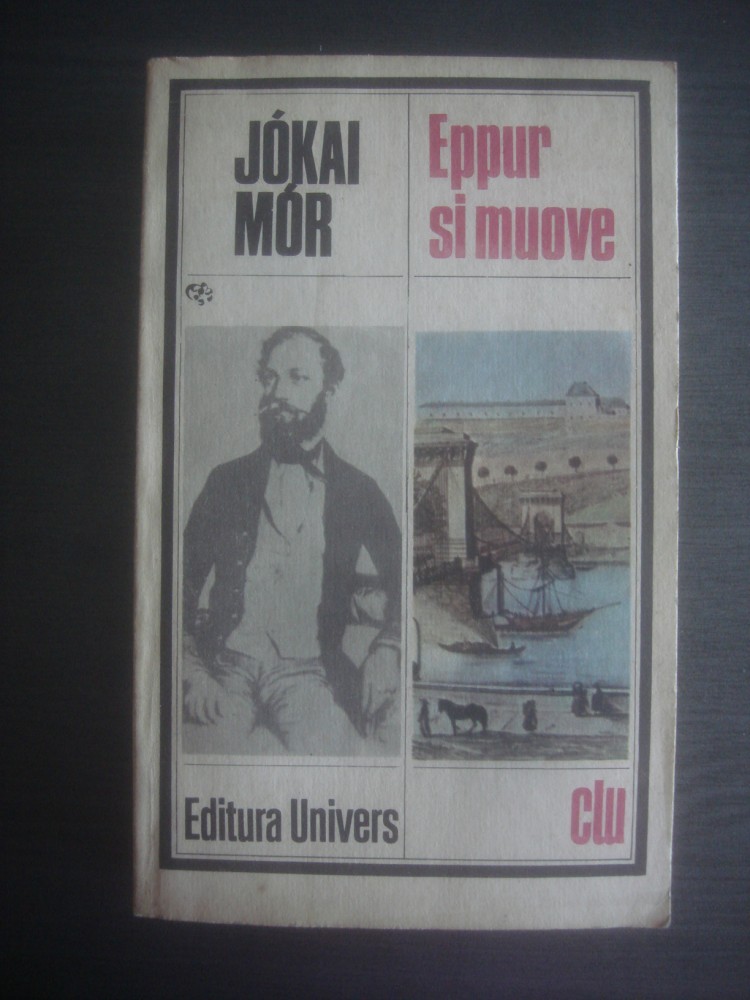 JÓKAI
MÓR
Eppur
si muove
Editura Univers
clu